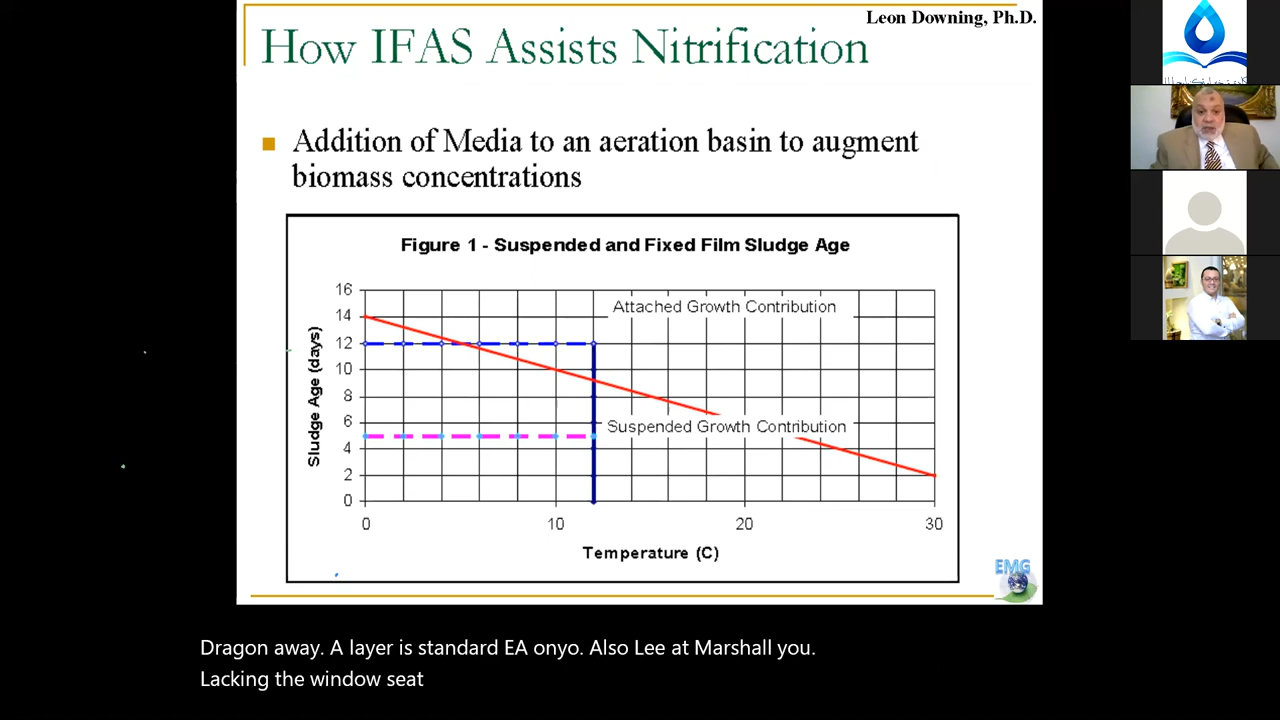 Leon Downing, Ph.D.
How IFAS Assists Nitrification
Addition of Media to an aeration basin to augment
biomass concentrations
Figure 1 - Suspended and Fixed Film Sludge Age
16
14
12
10
8
6
4
2
0
Sludge Age (days)
Attached Growth Contribution
Suspended Growth Contribution
0 10 20 30
Temperature (C)
EMG
Dragon away. A layer is standard EA onyo. Also Lee at Marshall you.
Lacking the window seat